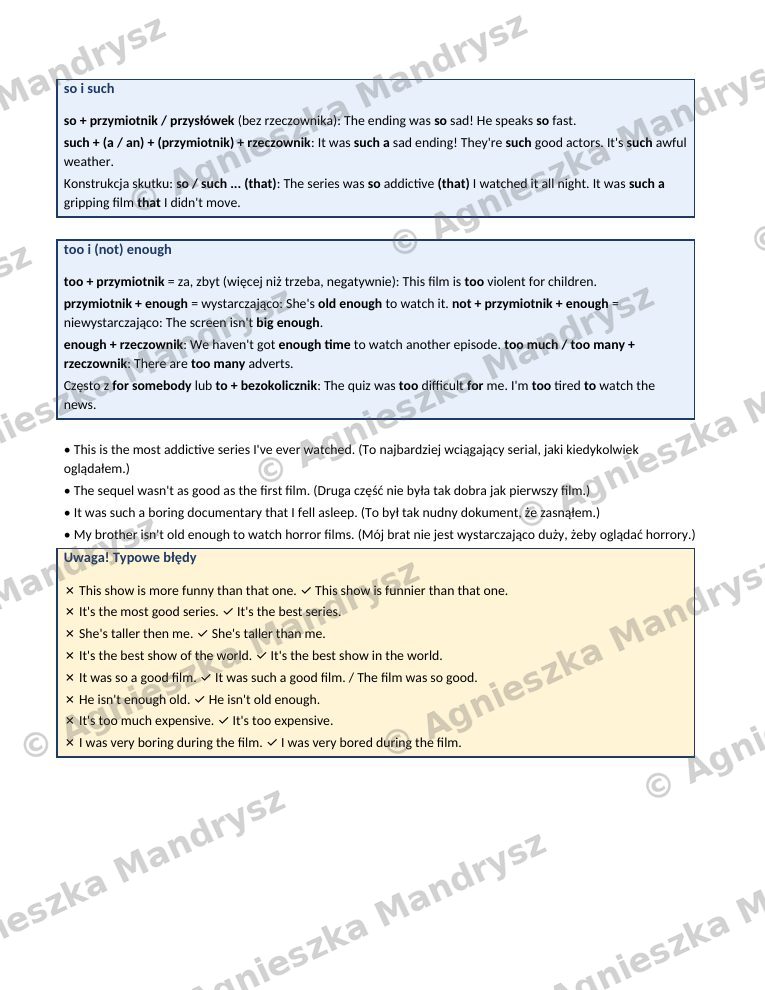 so i such
so + przymiotnik / przysłówek (bez rzeczownika): The ending was so sad! He speaks so fast.
such + (a / an) + (przymiotnik) + rzeczownik: It was such a sad ending! They're such good actors. It's such awful
weather.
Konstrukcja skutku: so / such ... (that): The series was so addictive (that) I watched it all night. It was such a
gripping film that I didn't move.
too i (not) enough
too + przymiotnik = za, zbyt (więcej niż trzeba, negatywnie): This film is too violent for children.
przymiotnik + enough = wystarczająco: She's old enough to watch it. not + przymiotnik + enough =
niewystarczająco: The screen isn't big enough.
enough + rzeczownik: We haven't got enough time to watch another episode. too much / too many +
rzeczownik: There are too many adverts.
Często z for somebody lub to + bezokolicznik: The quiz was too difficult for me. I'm too tired to watch the
news.
• This is the most addictive series I've ever watched. (To najbardziej wciągający serial, jaki kiedykolwiek
oglądałem.)
• The sequel wasn't as good as the first film. (Druga część nie była tak dobra jak pierwszy film.)
• It was such a boring documentary that I fell asleep. (To był tak nudny dokument, że zasnąłem.)
• My brother isn't old enough to watch horror films. (Mój brat nie jest wystarczająco duży, żeby oglądać horrory.)
Uwaga! Typowe błędy
✕ This show is more funny than that one. ✓ This show is funnier than that one.
✕ It's the most good series. ✓ It's the best series.
✕ She's taller then me. ✓ She's taller than me.
✕ It's the best show of the world. ✓ It's the best show in the world.
✕ It was so a good film. ✓ It was such a good film. / The film was so good.
✕ He isn't enough old. ✓ He isn't old enough.
✕ It's too much expensive. ✓ It's too expensive.
✕ I was very boring during the film. ✓ I was very bored during the film.
© Agnieszka Mandrysz